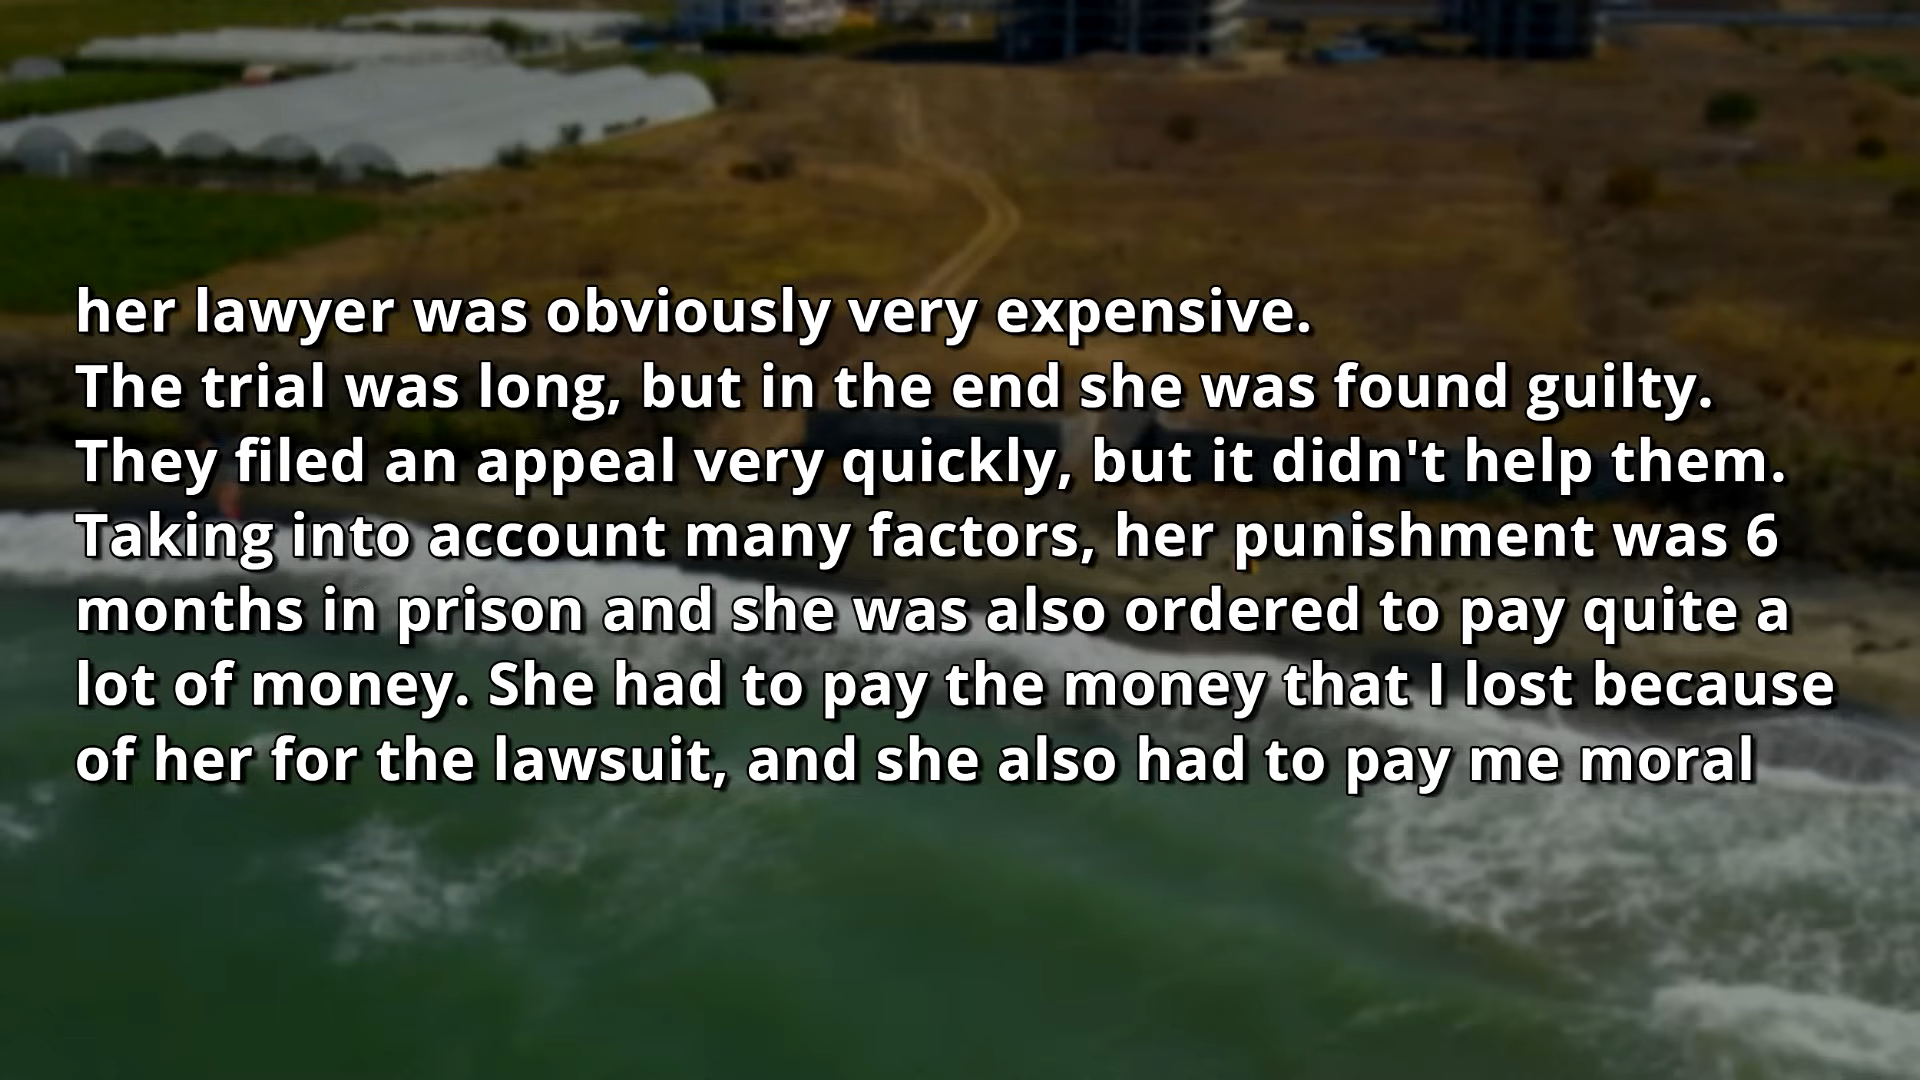 her lawyer was obviously very expensive.
The trial was long, but in the end she was found guilty.
They filed an appeal very quickly, but it didn't help them.
Taking into account many factors, her punishment was 6
months in prison and she was also ordered to pay quite a
lot of money. She had to pay the money that I lost because
of her for the lawsuit, and she also had to pay me moral